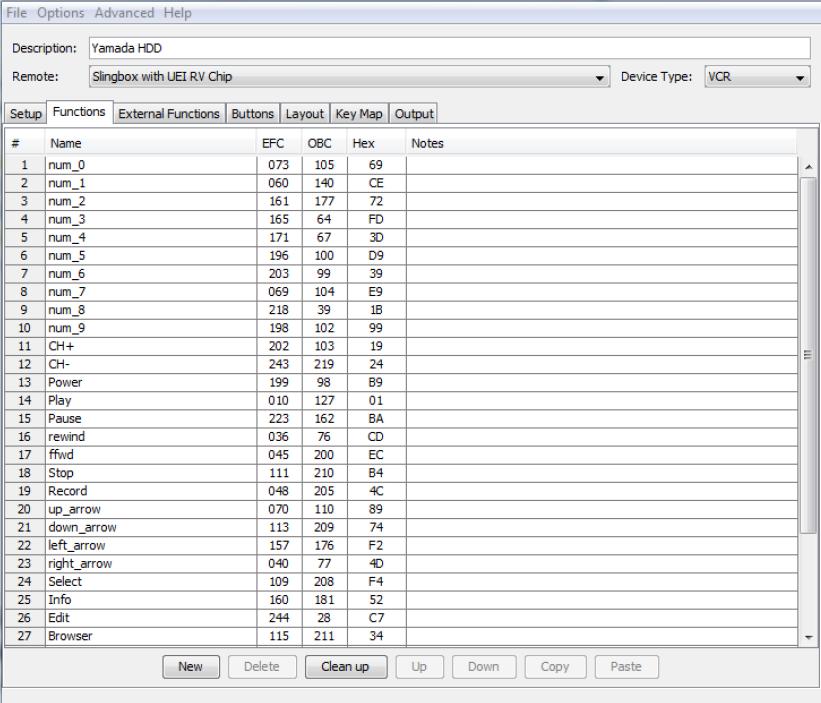 File Options Advanced Help
Description: Yamada HDD
Remote: Slingbox with UEI RV Chip Device Type: VCR
Setup Functions External Functions Buttons Layout Key Map Output
# Name EFC OBC Hex Notes
1 num_0 073 105 69
2 num_1 060 140 CE
3 num_2 161 177 72
4 num_3 165 64 FD
5 num_4 171 67 3D
6 num_5 196 100 D9
7 num_6 203 99 39
8 num_7 069 104 E9
9 num_8 218 39 1B
10 num_9 198 102 99
11 CH+ 202 103 19
12 CH- 243 219 24
13 Power 199 98 B9
14 Play 010 127 01
15 Pause 223 162 BA
16 rewind 036 76 CD
17 ffwd 045 200 EC
18 Stop 111 210 B4
19 Record 048 205 4C
20 up_arrow 070 110 89
21 down_arrow 113 209 74
22 left_arrow 157 176 F2
23 right_arrow 040 77 4D
24 Select 109 208 F4
25 Info 160 181 52
26 Edit 244 28 C7
27 Browser 115 211 34
New Delete Clean up Up Down Copy Paste